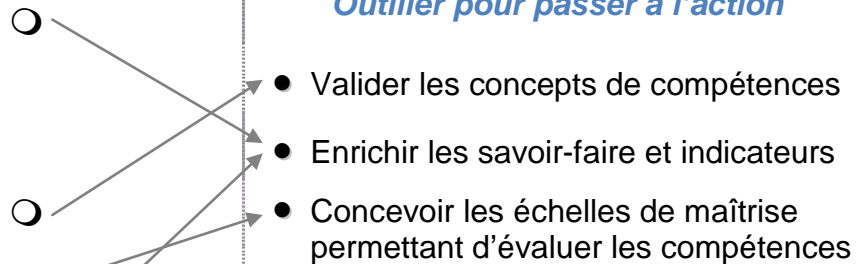 Outiller pour passer à l'action
Valider les concepts de compétences
Enrichir les savoir-faire et indicateurs
Concevoir les échelles de maîtrise
permettant d'évaluer les compétences